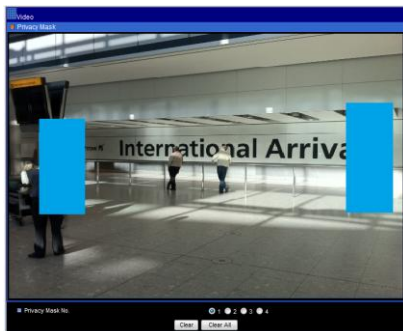 Video
Privacy Mask
International Arriva
Privacy Mask No.
1 2 3 4
Clear Clear All